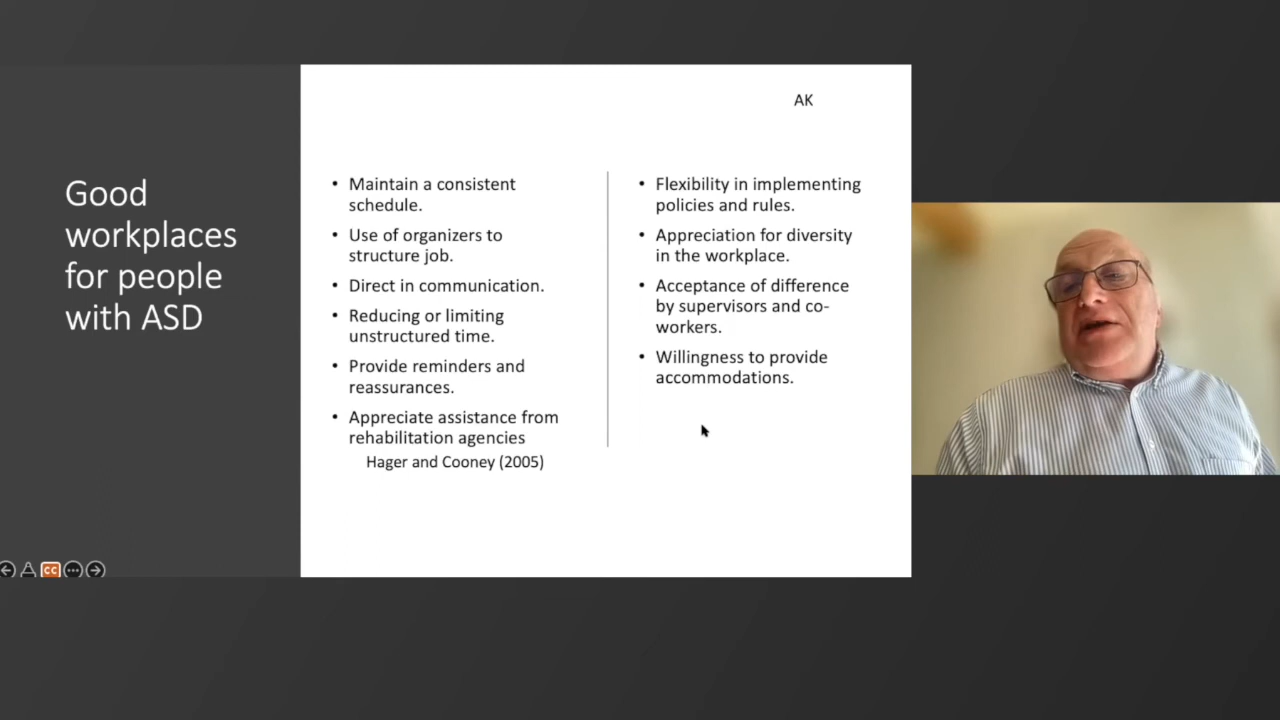 Good
workplaces
for people
with ASD
AK
• Maintain a consistent
schedule.
• Use of organizers to
structure job.
• Direct in communication.
• Reducing or limiting
unstructured time.
• Provide reminders and
reassurances.
• Appreciate assistance from
rehabilitation agencies
Hager and Cooney (2005)
• Flexibility in implementing
policies and rules.
• Appreciation for diversity
in the workplace.
• Acceptance of difference
by supervisors and co-
workers.
• Willingness to provide
accommodations.
CC